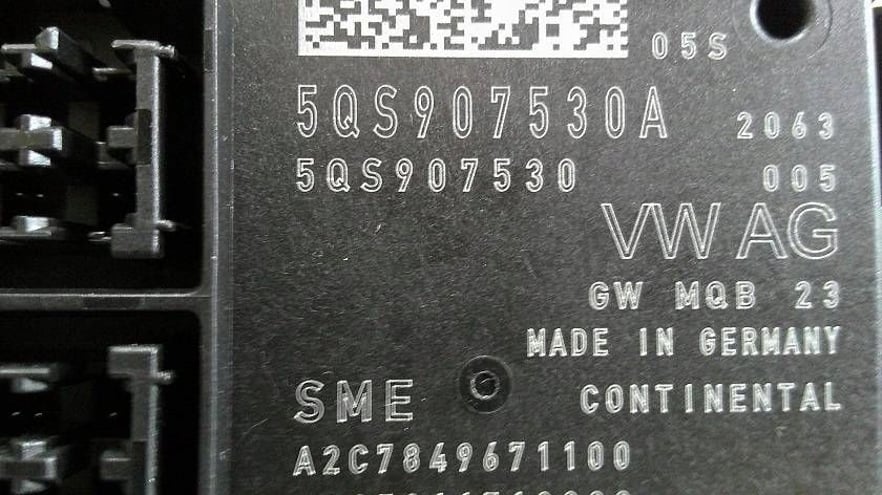 05S
5QS907530A 2063
5QS907530 005
VW AG
GW MQB 23
MADE IN GERMANY
SME CONTINENTAL
A2C7849671100